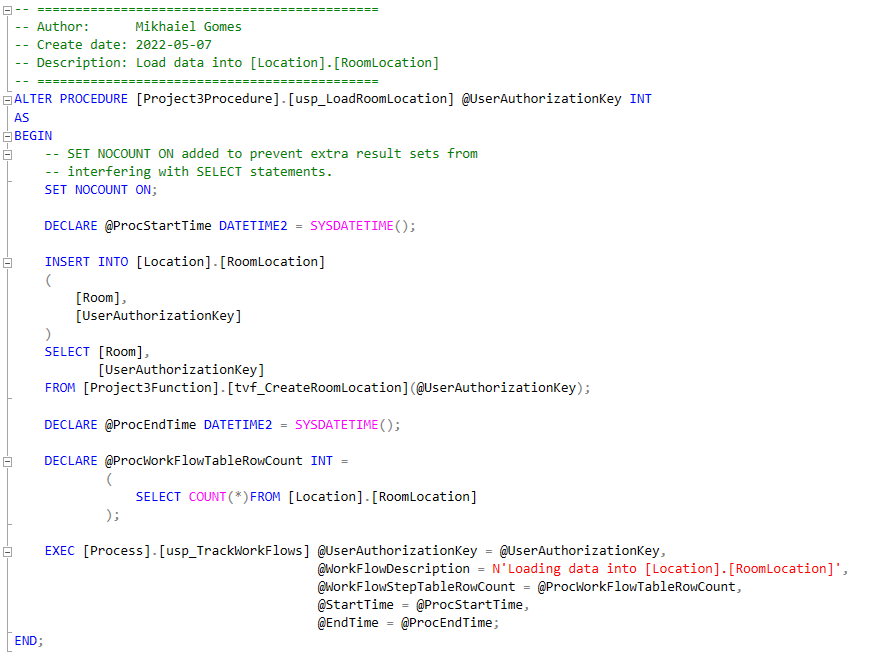 -- =============================================
-- Author:      Mikhaiel Gomes
-- Create date: 2022-05-07
-- Description: Load data into [Location].[RoomLocation]
-- =============================================
ALTER PROCEDURE [Project3Procedure].[usp_LoadRoomLocation] @UserAuthorizationKey INT
AS
BEGIN
    -- SET NOCOUNT ON added to prevent extra result sets from
    -- interfering with SELECT statements.
    SET NOCOUNT ON;
    DECLARE @ProcStartTime DATETIME2 = SYSDATETIME();
    INSERT INTO [Location].[RoomLocation]
    (
        [Room],
        [UserAuthorizationKey]
    )
    SELECT [Room],
           [UserAuthorizationKey]
    FROM [Project3Function].[tvf_CreateRoomLocation](@UserAuthorizationKey);
    DECLARE @ProcEndTime DATETIME2 = SYSDATETIME();
    DECLARE @ProcWorkFlowTableRowCount INT =
            (
                SELECT COUNT(*)FROM [Location].[RoomLocation]
            );
    EXEC [Process].[usp_TrackWorkFlows] @UserAuthorizationKey = @UserAuthorizationKey,
                                        @WorkFlowDescription = N'Loading data into [Location].[RoomLocation]',
                                        @WorkFlowStepTableRowCount = @ProcWorkFlowTableRowCount,
                                        @StartTime = @ProcStartTime,
                                        @EndTime = @ProcEndTime;
END;